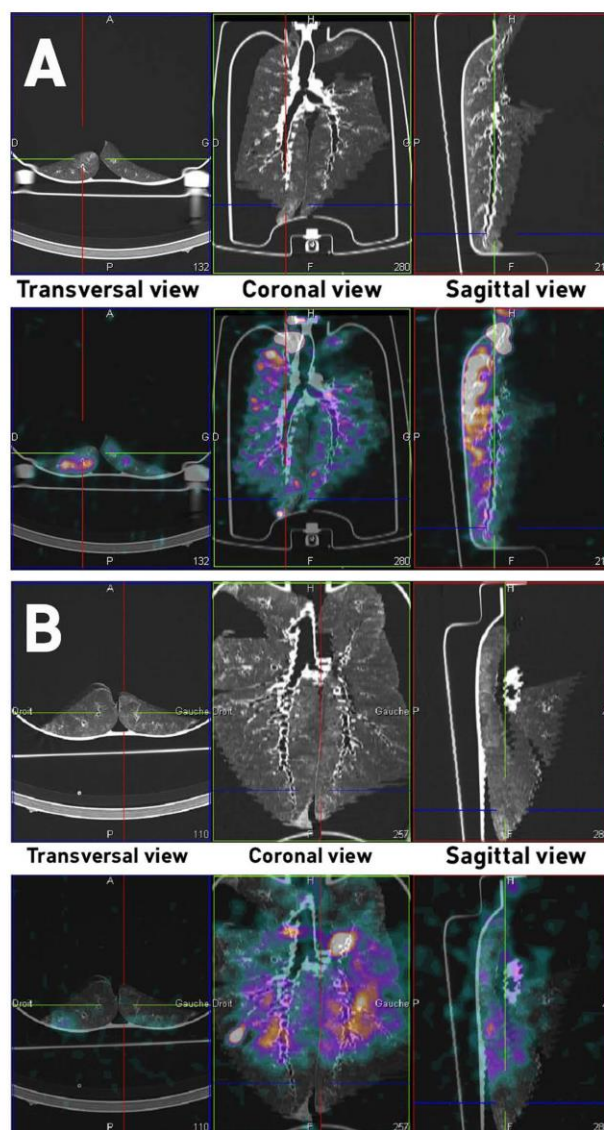 A
A H H
D G D G P
P 132 F 280 F 21
Transversal view Coronal view Sagittal view
A H H
D G D G P
P 132 F 280 F 21
B
A H H
Droit Gauche Droit Gauche P
P 110 F 257 F 28
Transversal view Coronal view Sagittal view
A H H
Droit Gauche Droit Gauche P
P 110 F 257 F 28